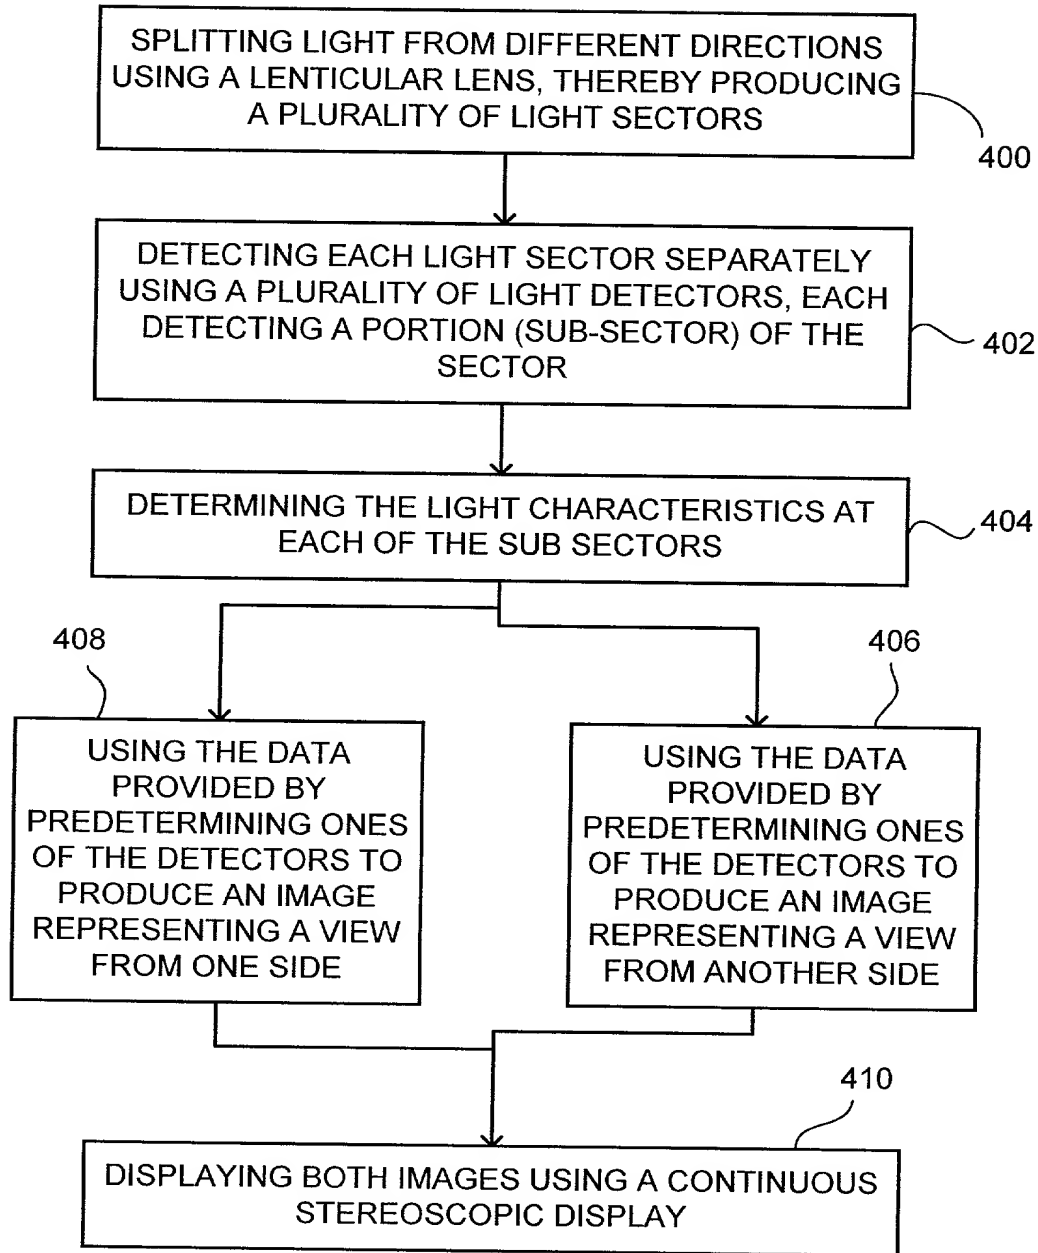 SPLITTING LIGHT FROM DIFFERENT DIRECTIONS
USING A LENTICULAR LENS, THEREBY PRODUCING
A PLURALITY OF LIGHT SECTORS
400
DETECTING EACH LIGHT SECTOR SEPARATELY
USING A PLURALITY OF LIGHT DETECTORS, EACH
DETECTING A PORTION (SUB-SECTOR) OF THE
SECTOR
402
DETERMINING THE LIGHT CHARACTERISTICS AT
EACH OF THE SUB SECTORS
404
408
USING THE DATA
PROVIDED BY
PREDETERMINING ONES
OF THE DETECTORS TO
PRODUCE AN IMAGE
REPRESENTING A VIEW
FROM ONE SIDE
406
USING THE DATA
PROVIDED BY
PREDETERMINING ONES
OF THE DETECTORS TO
PRODUCE AN IMAGE
REPRESENTING A VIEW
FROM ANOTHER SIDE
410
DISPLAYING BOTH IMAGES USING A CONTINUOUS
STEREOSCOPIC DISPLAY